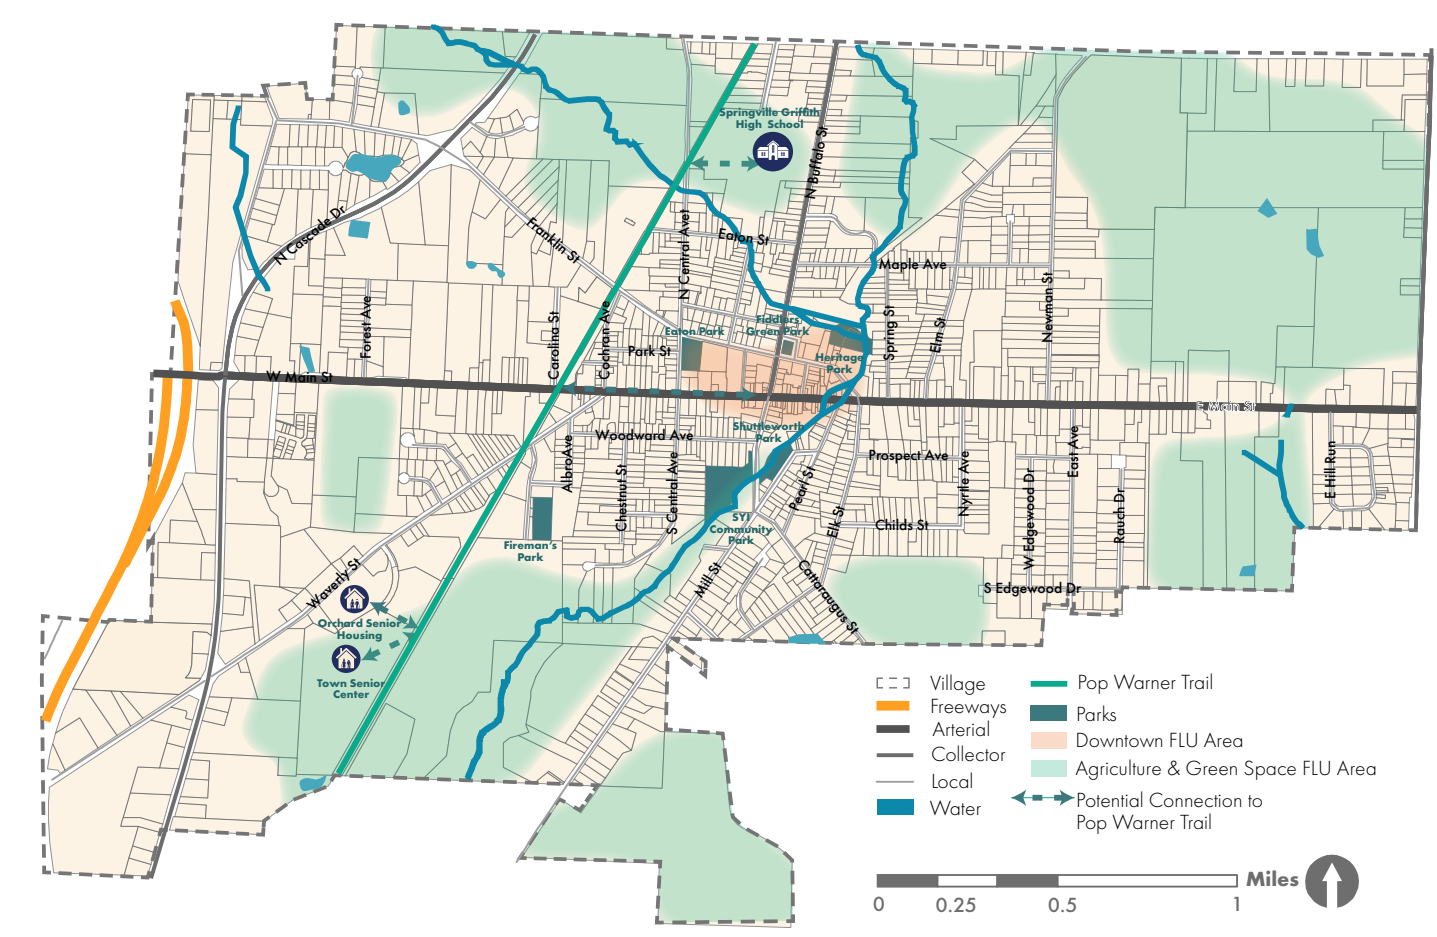 Springville Griffith
High School
N Buffalo St
N Cascade Dr
Franklin St
N Central Avet
Eaton St
Maple Ave
Forest Ave
Carolina St
Cochran Ave
Eaton Park
Fiddlers
Green Park
Park St
Heritage
Park
Spring St
Elm St
Newman St
W Main St
E Main St
Shuttleworth
Park
Woodward Ave
Albro Ave
Chestnut St
S Central Ave
Pearl St
Prospect Ave
Myrtle Ave
East Ave
E Hill Run
W Edgewood Dr
Rauch Dr
SYI
Community
Park
Elk St
Childs St
Fireman's
Park
Waverly St
Mill St
Cattaraugus St
S Edgewood Dr
Orchard Senior
Housing
Town Senior
Center
Village
Freeways
Arterial
Collector
Local
Water
Pop Warner Trail
Parks
Downtown FLU Area
Agriculture & Green Space FLU Area
Potential Connection to
Pop Warner Trail
Miles
0 0.25 0.5 1